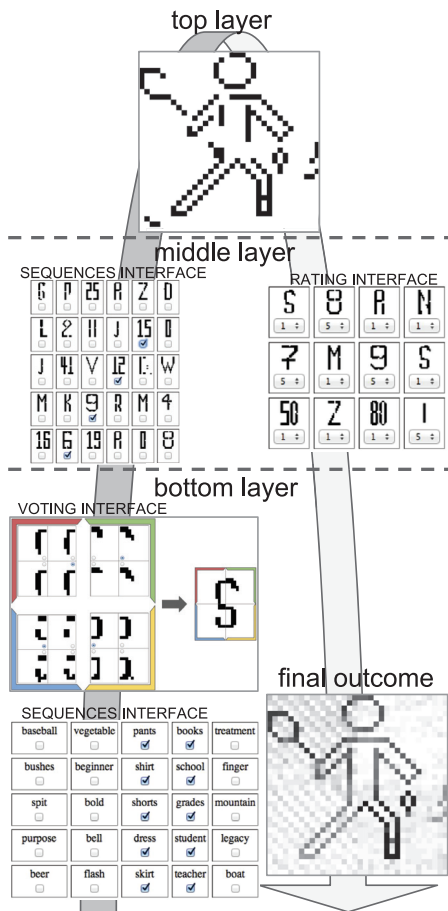 top layer
middle layer
SEQUENCES INTERFACE
P 25 R Z
L 2 11 J 15
J 41 V 12 W
M K 9 R M 4
16 6 19 R 8
RATING INTERFACE
S 8 R N
1 5 1 1
7 M 9 S
5 1 5 1
50 Z 80 1
1 1 1 5
bottom layer
VOTING INTERFACE
S
SEQUENCES INTERFACE
baseball vegetable pants books treatment
bushes beginner shirt school finger
spit bold shorts grades mountain
purpose bell dress student legacy
beer flash skirt teacher boat
final outcome